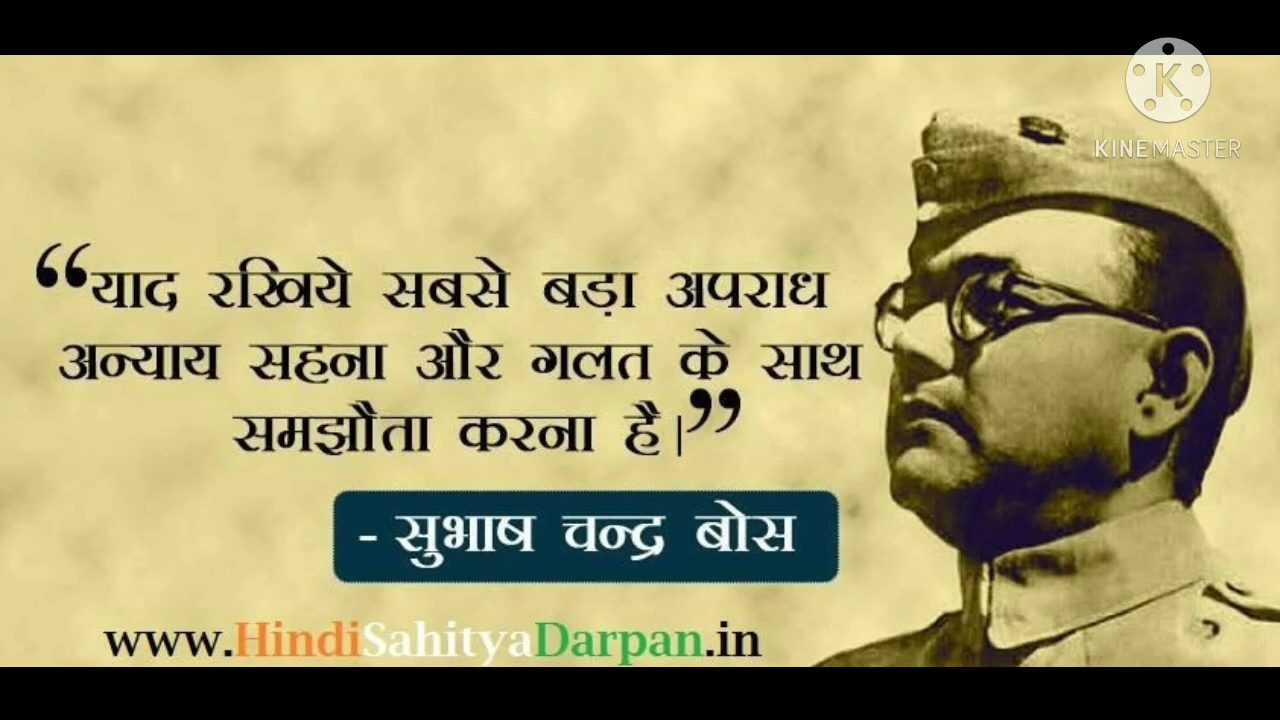 K
KINEMASTER
“याद रखिये सबसे बड़ा अपराध
अन्याय सहना और गलत के साथ
समझौता करना है।”
- सुभाष चन्द्र बोस
www.HindiSahityaDarpan.in